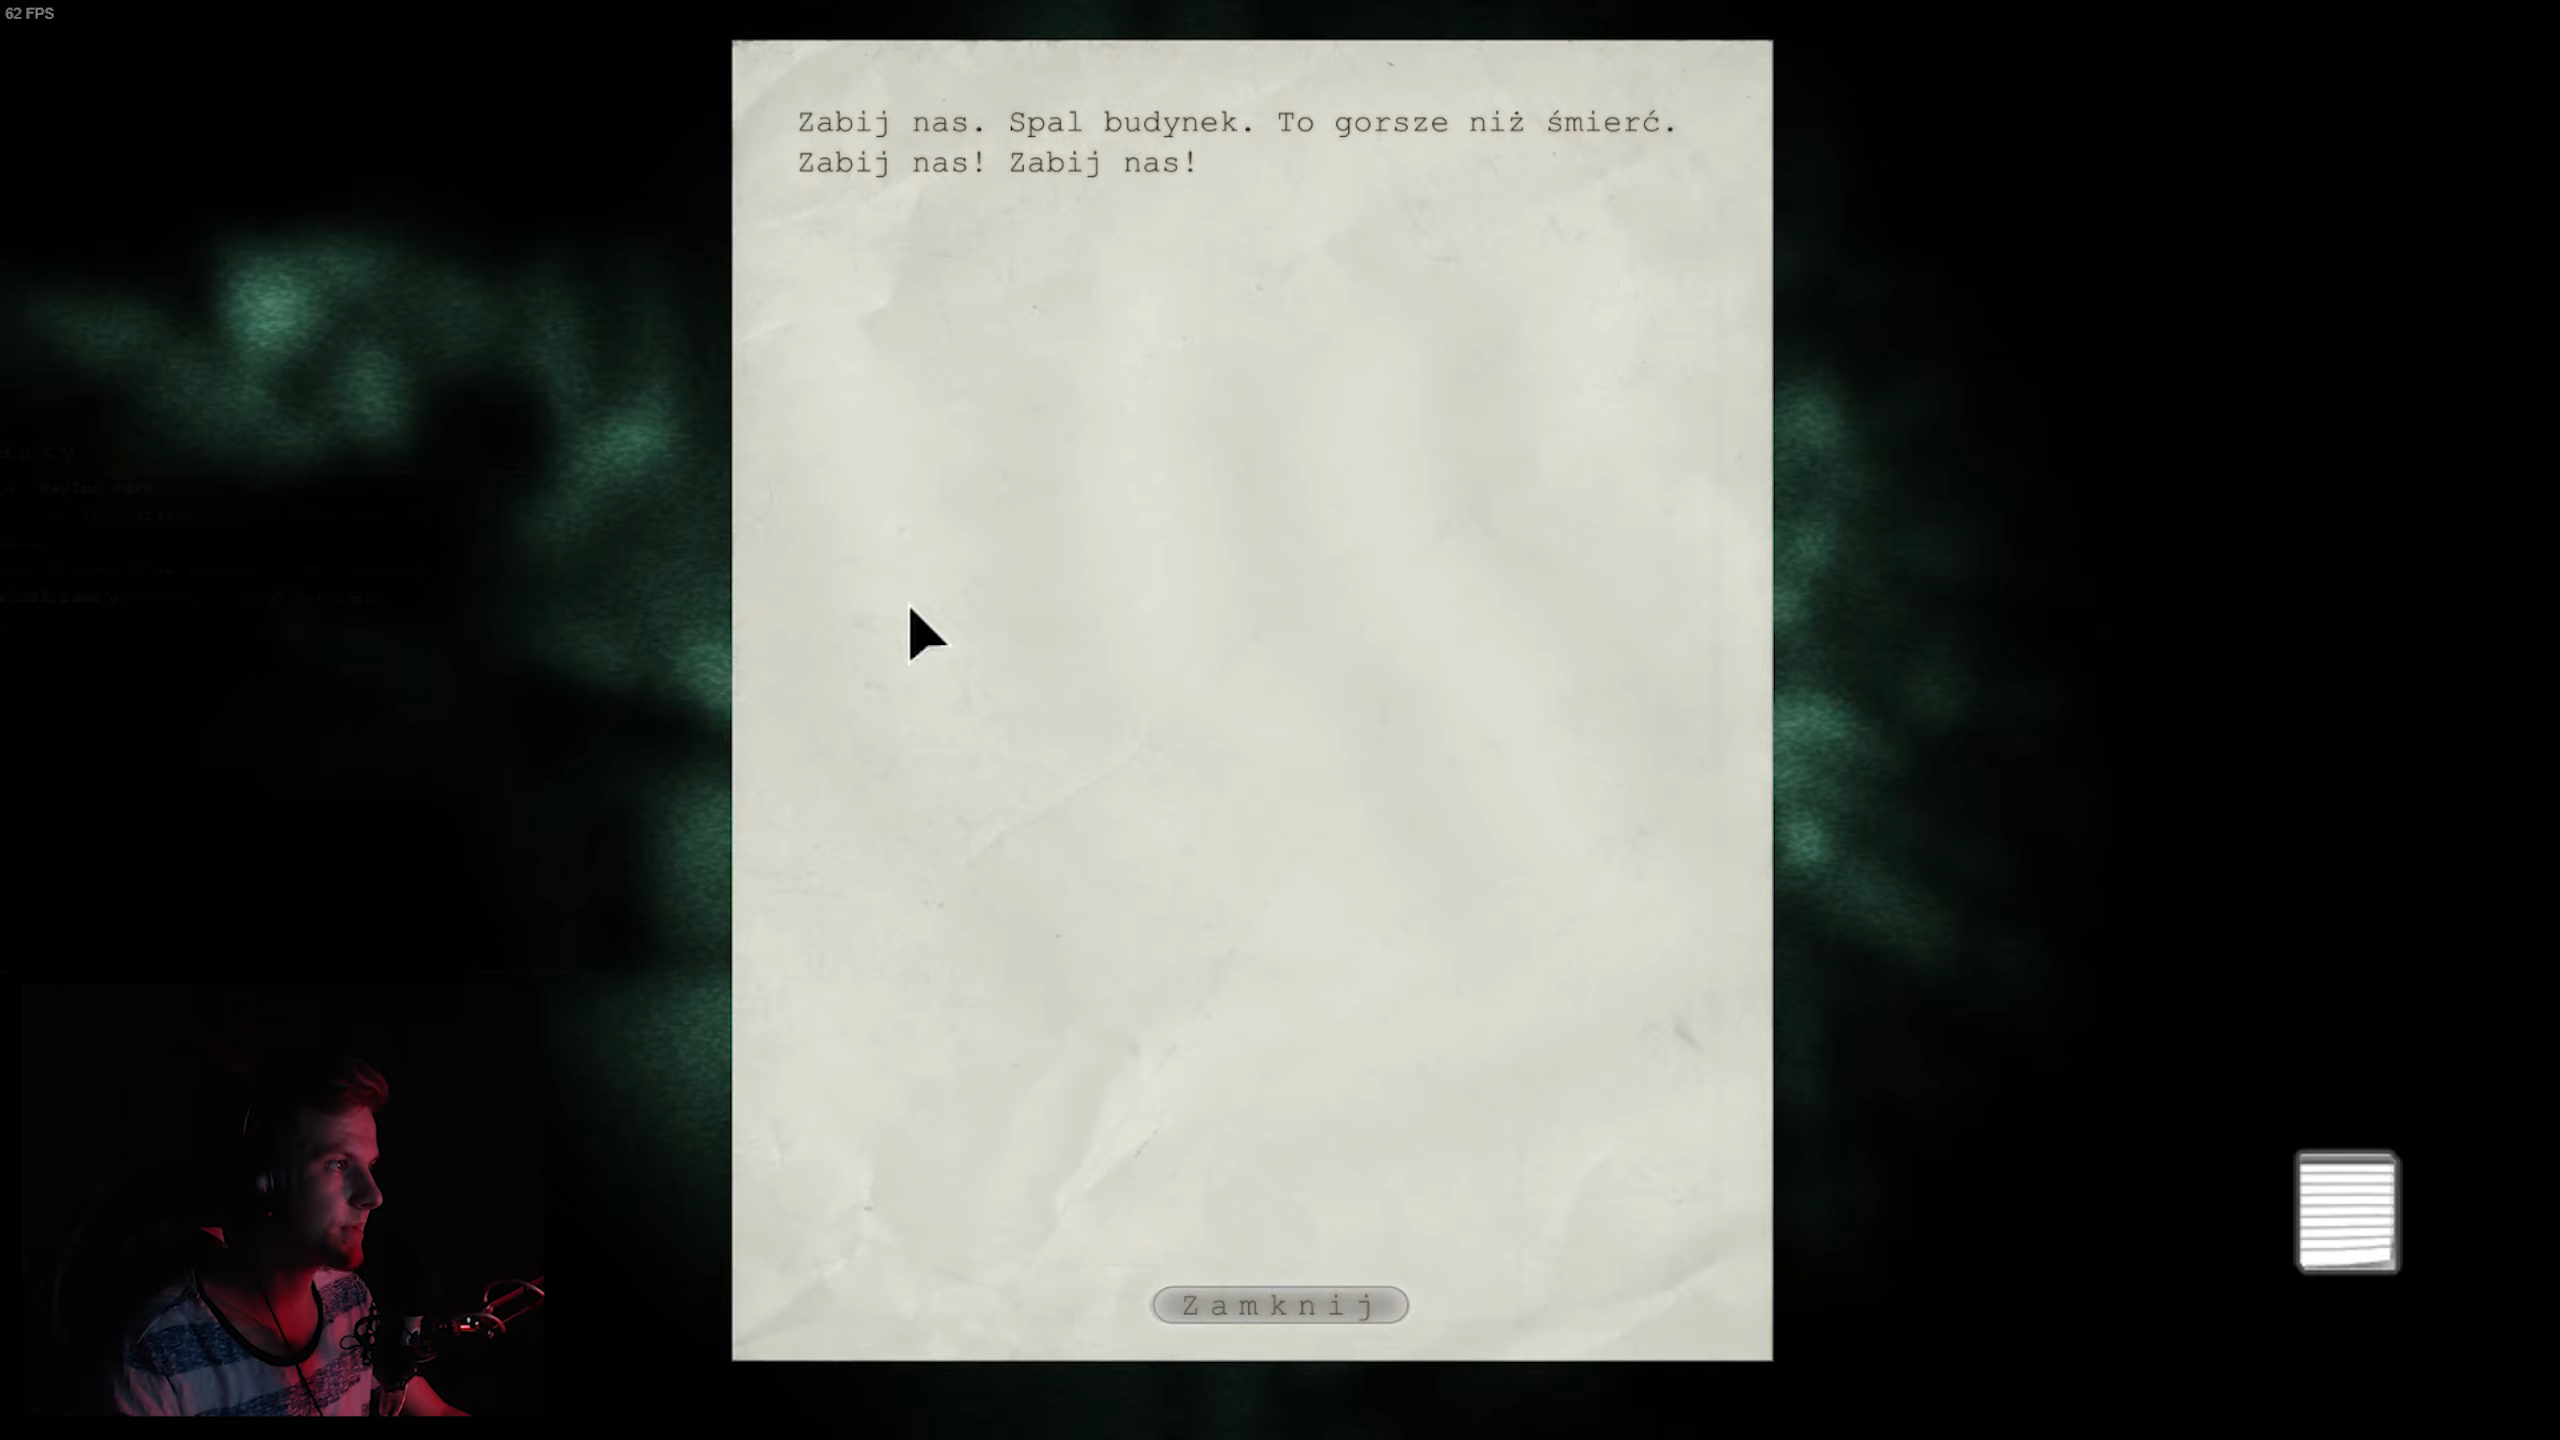 62 FPS
Zabij nas. Spal budynek. To gorsze niż śmierć.
Zabij nas! Zabij nas!
Zamknij